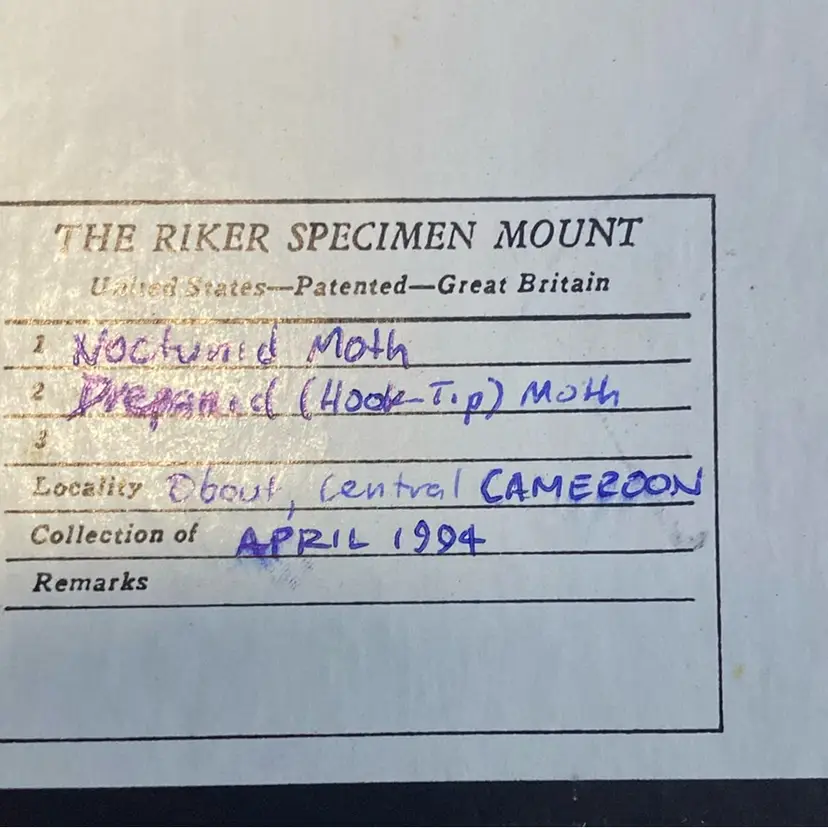 THE RIKER SPECIMEN MOUNT
United States—Patented—Great Britain
1 Noctunid Moth
2 Drepanid (Hook-Tip) Moth
3
Locality Obout, Central CAMEROON
Collection of APRIL 1994
Remarks